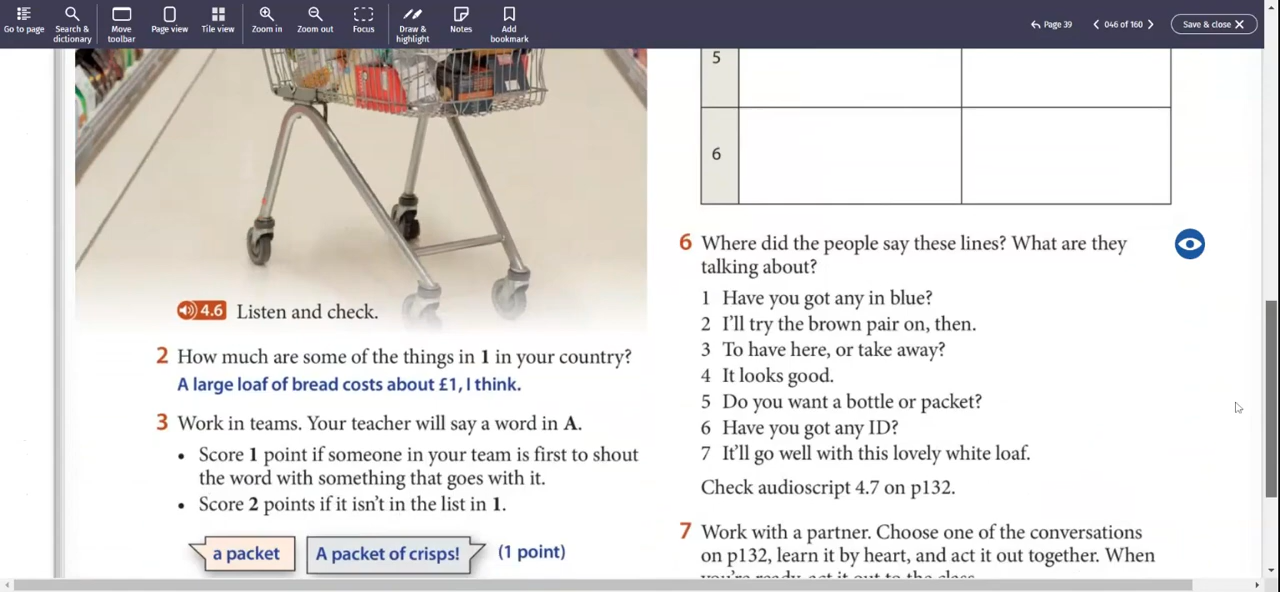 Go to page
Search & dictionary
Move toolbar
Page view
Tile view
Zoom in
Zoom out
Focus
Draw & highlight
Notes
Add bookmark
Page 39
046 of 160
Save & close
4.6 Listen and check.
2 How much are some of the things in 1 in your country?
A large loaf of bread costs about £1, I think.
3 Work in teams. Your teacher will say a word in A.
• Score 1 point if someone in your team is first to shout
the word with something that goes with it.
• Score 2 points if it isn't in the list in 1.
a packet
A packet of crisps!
(1 point)
5
6
6 Where did the people say these lines? What are they
talking about?
1 Have you got any in blue?
2 I'll try the brown pair on, then.
3 To have here, or take away?
4 It looks good.
5 Do you want a bottle or packet?
6 Have you got any ID?
7 It'll go well with this lovely white loaf.
Check audioscript 4.7 on p132.
7 Work with a partner. Choose one of the conversations
on p132, learn it by heart, and act it out together. When
you're ready, act it out to the class.